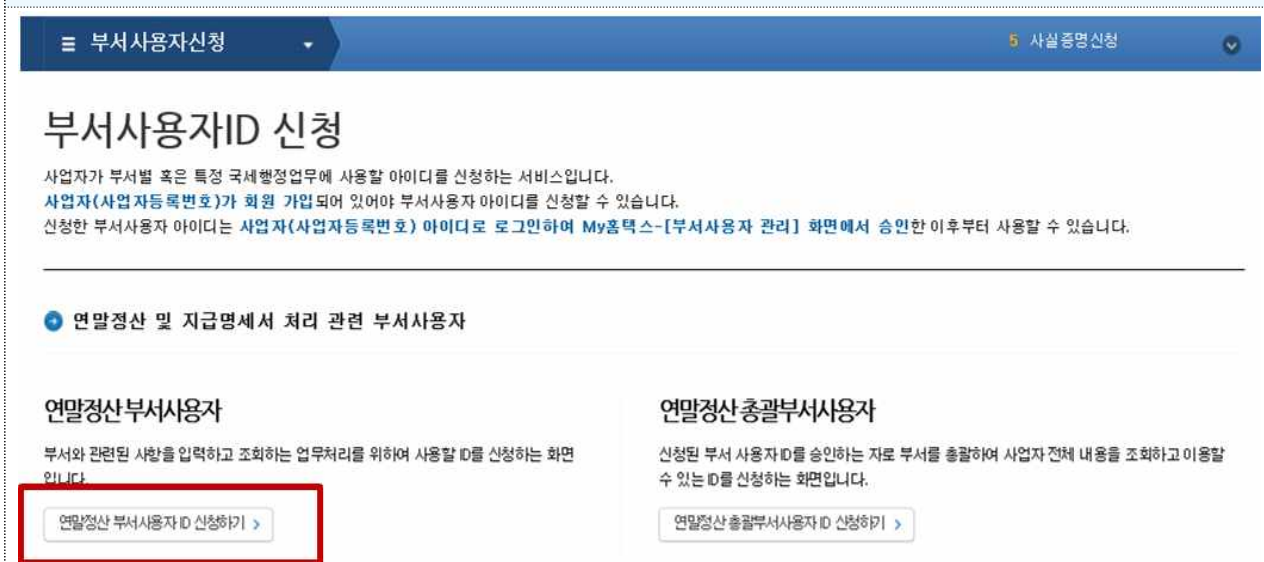 ☰ 부서사용자신청
5 사실증명신청
부서사용자ID 신청
사업자가 부서별 혹은 특정 국세행정업무에 사용할 아이디를 신청하는 서비스입니다.
사업자(사업자등록번호)가 회원 가입되어 있어야 부서사용자 아이디를 신청할 수 있습니다.
신청한 부서사용자 아이디는 사업자(사업자등록번호) 아이디로 로그인하여 My홈택스-[부서사용자 관리] 화면에서 승인한 이후부터 사용할 수 있습니다.
연말정산 및 지급명세서 처리 관련 부서사용자
연말정산 부서사용자
부서와 관련된 사항을 입력하고 조회하는 업무처리를 위하여 사용할 ID를 신청하는 화면
입니다.
연말정산 부서사용자 ID 신청하기 >
연말정산 총괄부서사용자
신청된 부서 사용자ID를 승인하는 자로 부서를 총괄하여 사업자 전체 내용을 조회하고 이용할
수 있는 ID를 신청하는 화면입니다.
연말정산 총괄부서사용자 ID 신청하기 >